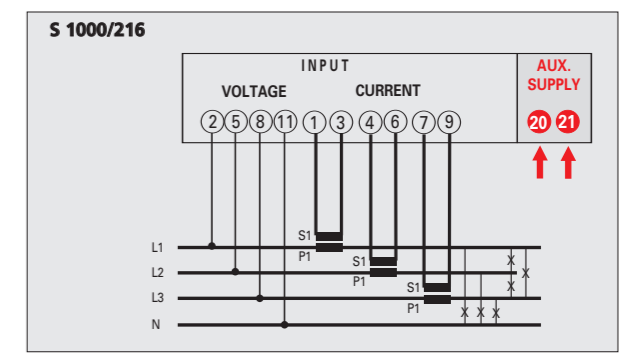 S 1000/216
INPUT
AUX.
SUPPLY
VOLTAGE CURRENT
2 5 8 11 1 3 4 6 7 9 20 21
S1
L1
P1
S1
L2
P1
S1
L3
P1
N
X X X X X X